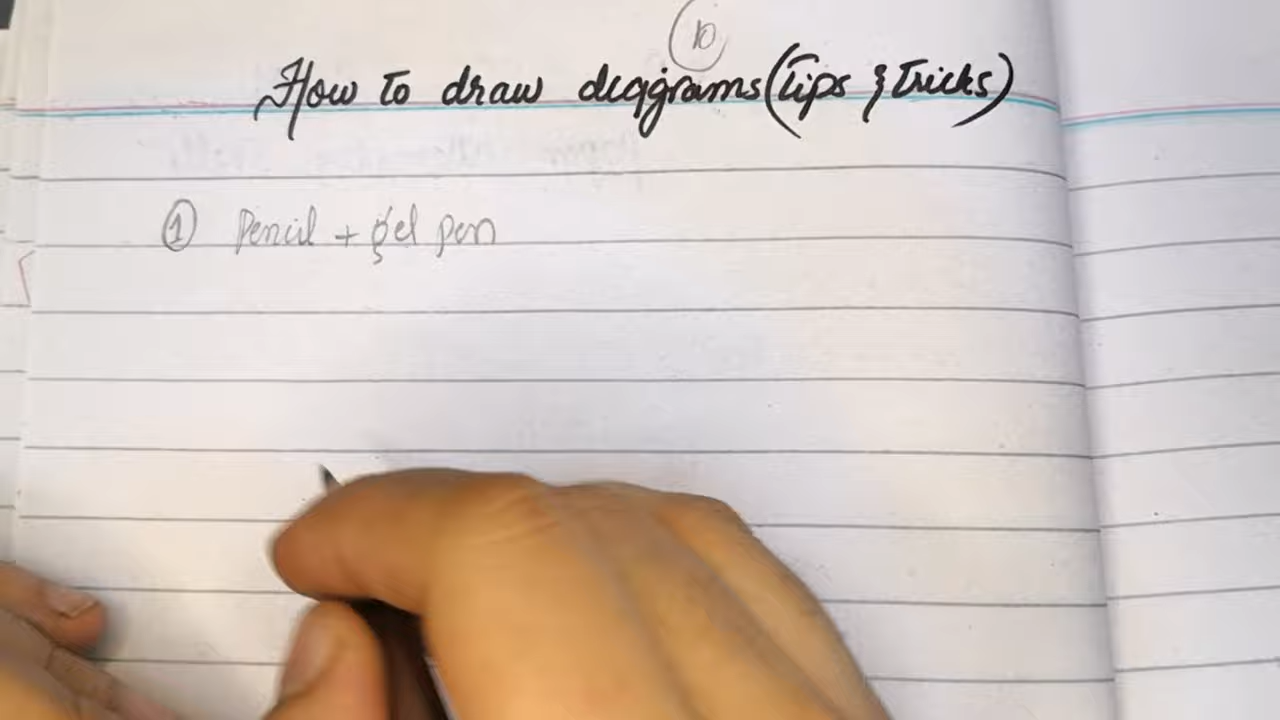 10
How to draw diagrams (Tips & Tricks)
① Pencil + gel pen